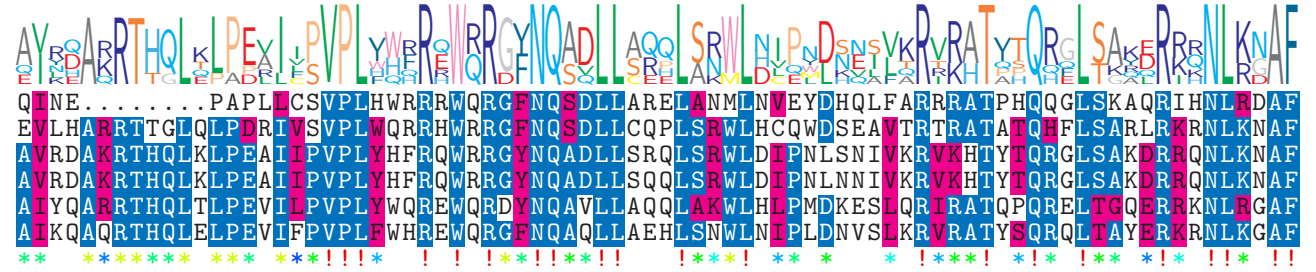 QINE........PAPLLCSVPLHWRRRWQRGFNQSDLLARELANMLNVEYDHQLFARRRATPHQQGLSKAQRIHNLRDAF
EVLHARRTTGLQLPDRIVSVPLWQRRHWRRGFNQSDLLCQPLSRWLHCQWDSEAVTRTRATATQHFLSARLRKRNLKNAF
AVRDAKRTHQLKLPEAIIPVPLYHFRQWRRGYNQADLLSRQLSRWLDIPNLSNIVKRVKHTYTQRGLSAKDRRQNLKNAF
AVRDAKRTHQLKLPEAIIPVPLYHFRQWRRGYNQADLLSQQLSRWLDIPNLNNIVKRVKHTYTQRGLSAKDRRQNLKNAF
AIYQARRTHQLTLPEVILPVPLYWQREWQRDYNQAVLLAQQLAKWLHLPMDKESLQRIRATQPQRELTGQERRKNLRGAF
AIKQAQRTHQLELPEVIFPVPLFWHREWQRGFNQAQLLAEHLSNWLNIPLDNVSLKRVRATYSQRQLTAYERKRNLKGAF